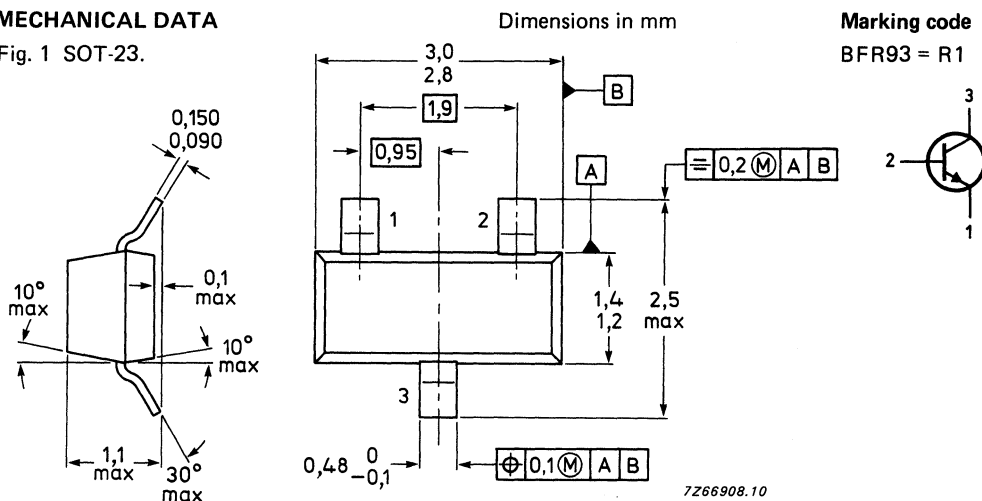 MECHANICAL DATA
Dimensions in mm
Marking code
Fig. 1 SOT-23.
BFR93 = R1
3,0
2,8
B
1,9
0,150
0,090
0,95
A
0,2 Ⓜ A B
3
2
1
1
2
10°
max
0,1
max
10°
max
1,4
1,2
2,5
max
3
1,1
max
30°
max
0,48 0
−0,1
0,1 Ⓜ A B
7Z66908.10